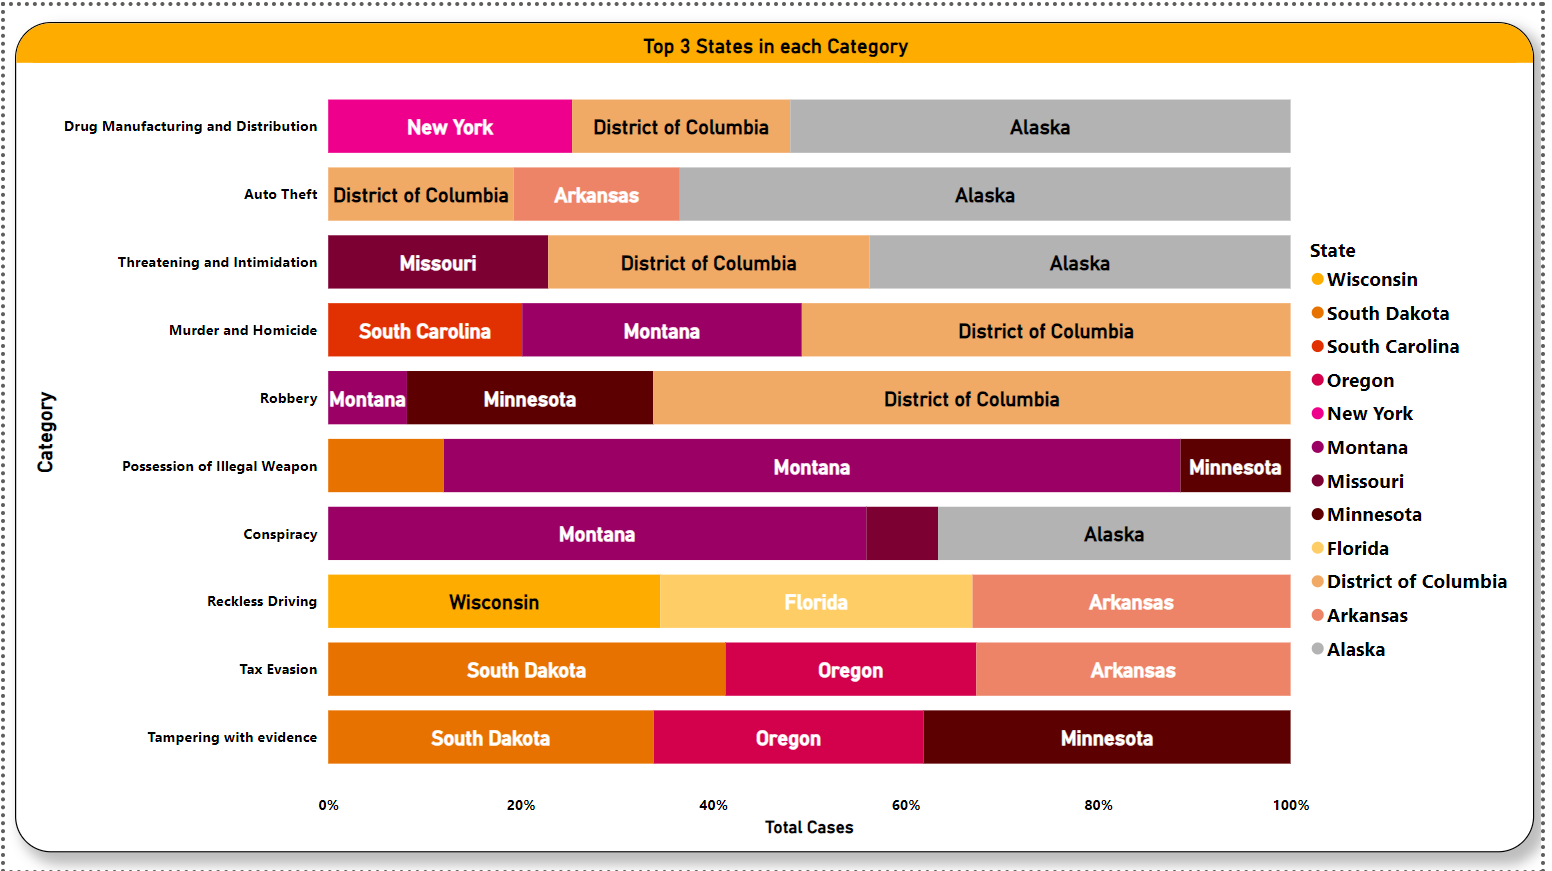 Top 3 States in each Category
Category
Drug Manufacturing and Distribution
New York
District of Columbia
Alaska
Auto Theft
District of Columbia
Arkansas
Alaska
Threatening and Intimidation
Missouri
District of Columbia
Alaska
Murder and Homicide
South Carolina
Montana
District of Columbia
Robbery
Montana
Minnesota
District of Columbia
Possession of Illegal Weapon
Montana
Minnesota
Conspiracy
Montana
Alaska
Reckless Driving
Wisconsin
Florida
Arkansas
Tax Evasion
South Dakota
Oregon
Arkansas
Tampering with evidence
South Dakota
Oregon
Minnesota
0%
20%
40%
60%
80%
100%
Total Cases
State
Wisconsin
South Dakota
South Carolina
Oregon
New York
Montana
Missouri
Minnesota
Florida
District of Columbia
Arkansas
Alaska